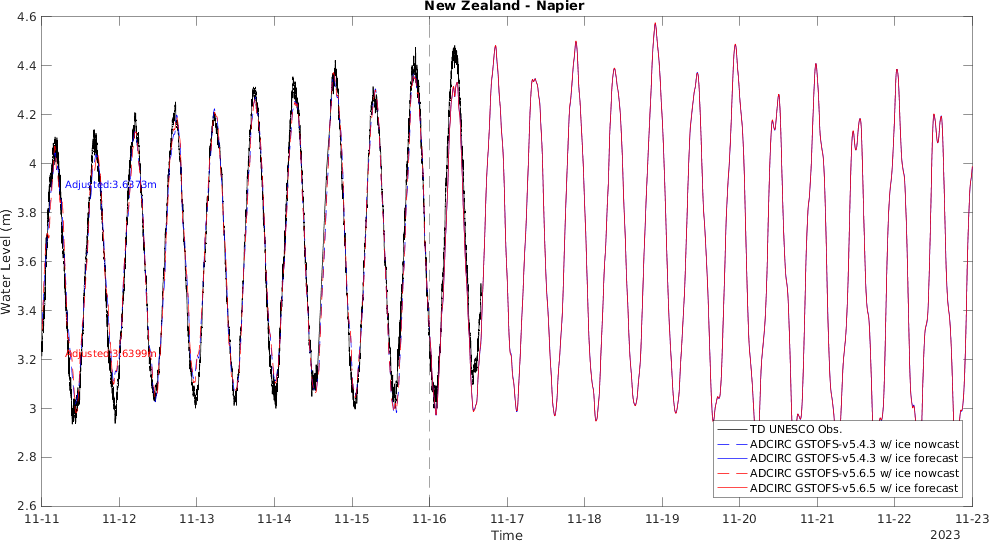 New Zealand - Napier
4.6
4.4
4.2
4
3.8
3.6
3.4
3.2
3
2.8
2.6
Water Level (m)
Adjusted:3.6373m
Adjusted:3.6399m
TD UNESCO Obs.
ADCIRC GSTOFS-v5.4.3 w/ ice nowcast
ADCIRC GSTOFS-v5.4.3 w/ ice forecast
ADCIRC GSTOFS-v5.6.5 w/ ice nowcast
ADCIRC GSTOFS-v5.6.5 w/ ice forecast
11-11 11-12 11-13 11-14 11-15 11-16 11-17 11-18 11-19 11-20 11-21 11-22 11-23
Time
2023